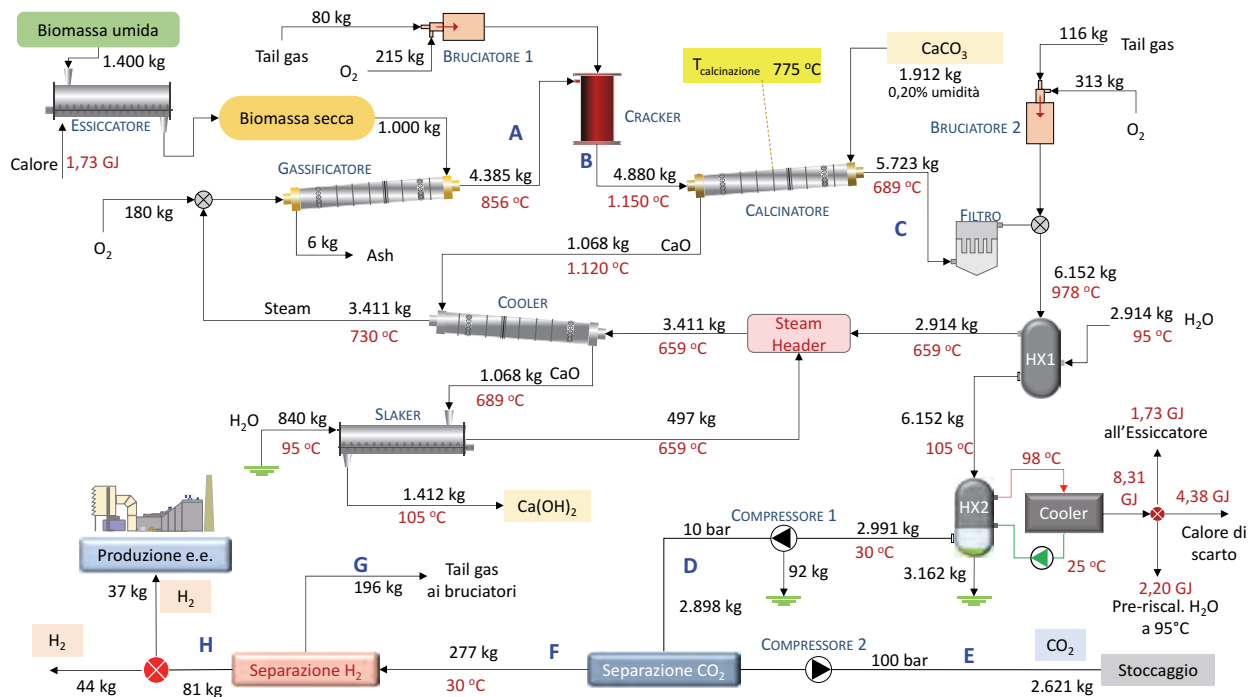 Biomassa umida
1.400 kg
ESSICCATORE
Calore
1,73 GJ
Biomassa secca
1.000 kg
80 kg
Tail gas
O2
215 kg
BRUCIATORE 1
CRACKER
A
B
GASSIFICATORE
4.385 kg
856 °C
180 kg
O2
6 kg
Ash
4.880 kg
1.150 °C
Tcalcinazione 775 °C
CaCO3
1.912 kg
0,20% umidità
CALCINATORE
5.723 kg
689 °C
C
116 kg
Tail gas
313 kg
O2
BRUCIATORE 2
FILTRO
6.152 kg
978 °C
1.068 kg
CaO
1.120 °C
Steam
3.411 kg
730 °C
COOLER
3.411 kg
659 °C
Steam
Header
2.914 kg
659 °C
HX1
2.914 kg
H2O
95 °C
1.068 kg
CaO
689 °C
H2O
840 kg
95 °C
SLAKER
497 kg
659 °C
1.412 kg
105 °C
Ca(OH)2
6.152 kg
105 °C
HX2
98 °C
Cooler
25 °C
1,73 GJ
all'Essiccatore
8,31
GJ
4,38 GJ
Calore di
scarto
2,20 GJ
Pre-riscal. H2O
a 95°C
3.162 kg
2.991 kg
30 °C
COMPRESSORE 1
10 bar
92 kg
D
2.898 kg
Produzione e.e.
37 kg
H2
G
196 kg
Tail gas
ai bruciatori
H2
44 kg
81 kg
H
Separazione H2
277 kg
30 °C
F
Separazione CO2
COMPRESSORE 2
100 bar
E
CO2
2.621 kg
Stoccaggio